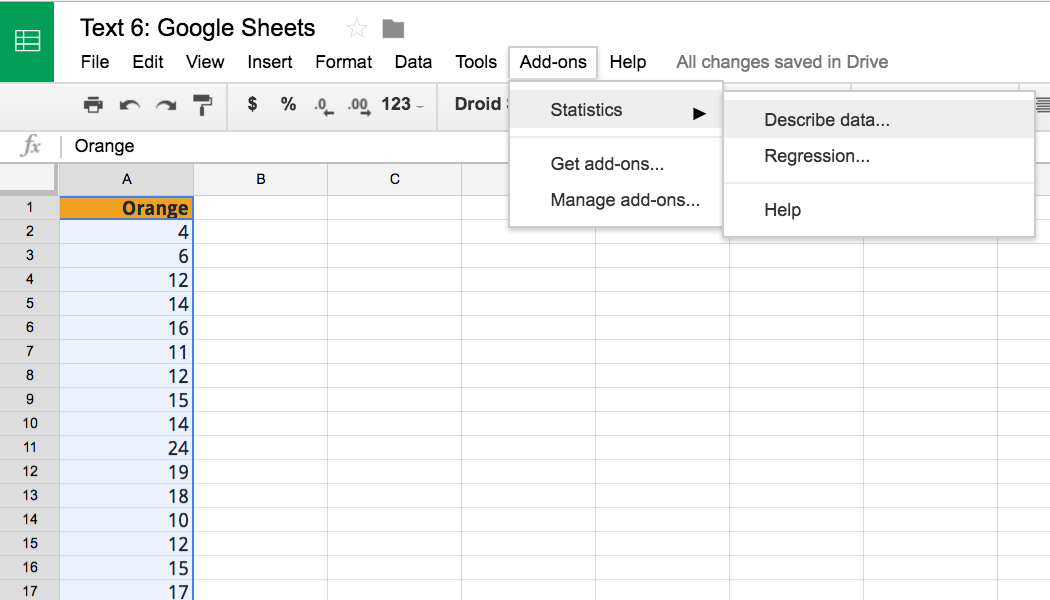 Text 6: Google Sheets
File Edit View Insert Format Data Tools Add-ons Help All changes saved in Drive
$ % .0 .00 123 Droid
Statistics
Get add-ons...
Manage add-ons...
Describe data...
Regression...
Help
fx Orange
A B C
1 Orange
2 4
3 6
4 12
5 14
6 16
7 11
8 12
9 15
10 14
11 24
12 19
13 18
14 10
15 12
16 15
17 17